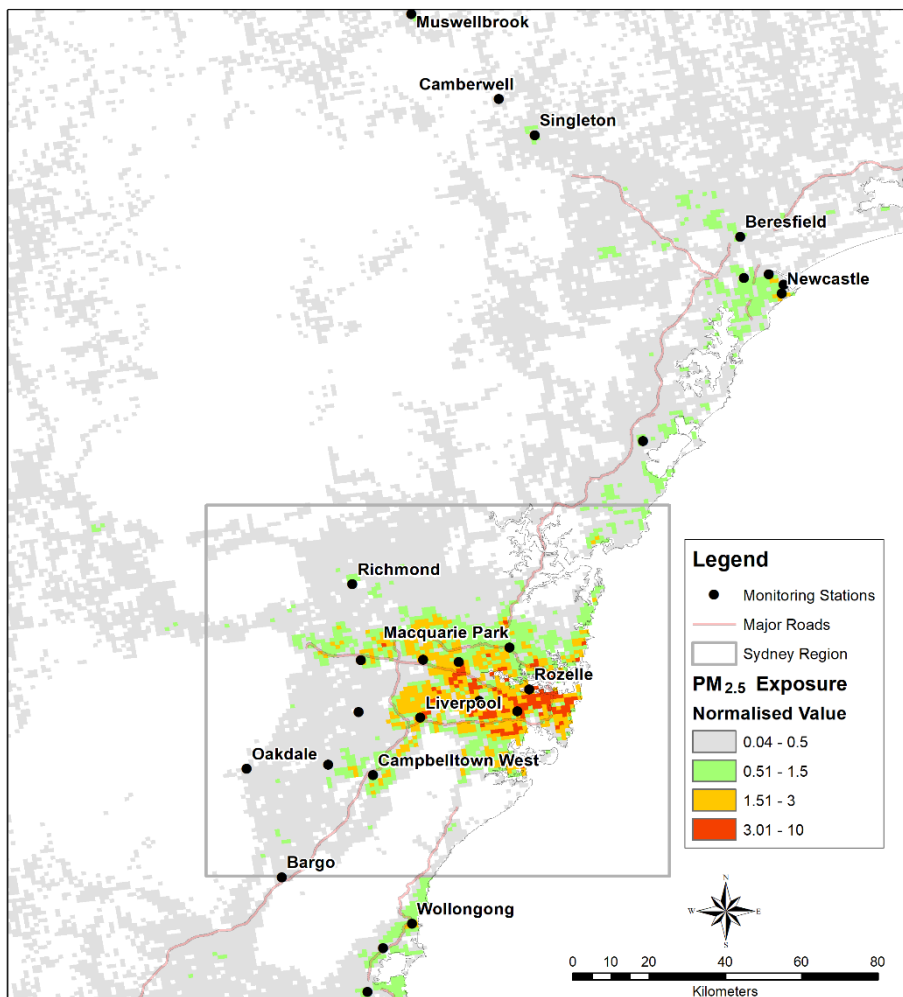 Muswellbrook
Camberwell
Singleton
Beresfield
Newcastle
Richmond
Macquarie Park
Rozelle
Liverpool
Oakdale
Campbelltown West
Bargo
Wollongong
Legend
Monitoring Stations
Major Roads
Sydney Region
PM2.5 Exposure
Normalised Value
0.04 - 0.5
0.51 - 1.5
1.51 - 3
3.01 - 10
N
W E
S
0 10 20 40 60 80
Kilometers